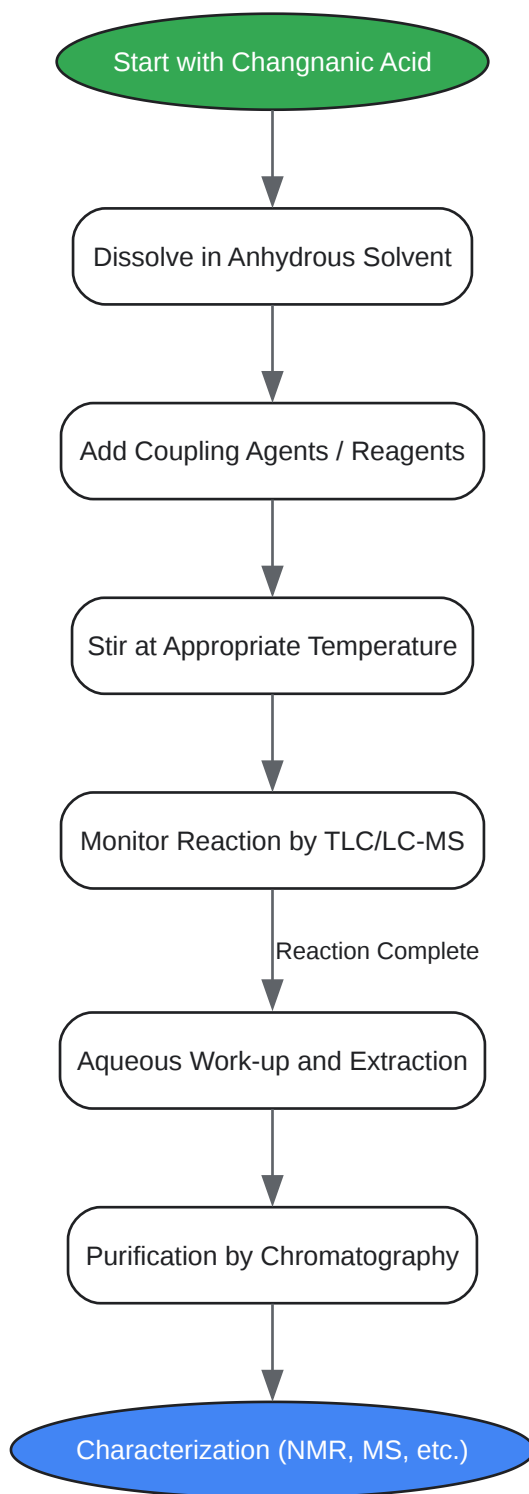 Start with Changnanic Acid
Dissolve in Anhydrous Solvent
Add Coupling Agents / Reagents
Stir at Appropriate Temperature
Monitor Reaction by TLC/LC-MS
Reaction Complete
Aqueous Work-up and Extraction
Purification by Chromatography
Characterization (NMR, MS, etc.)